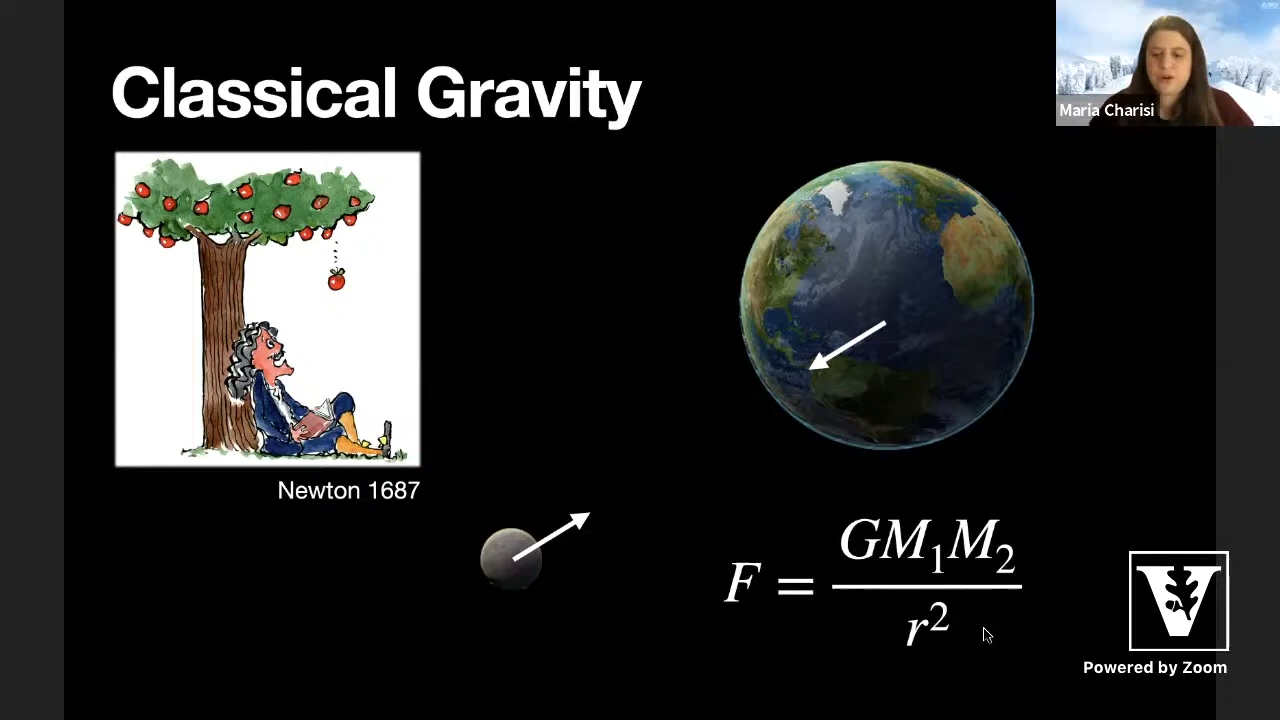 Classical Gravity
Maria Charisi
Newton 1687
F = GM₁M₂ / r²
V
Powered by Zoom